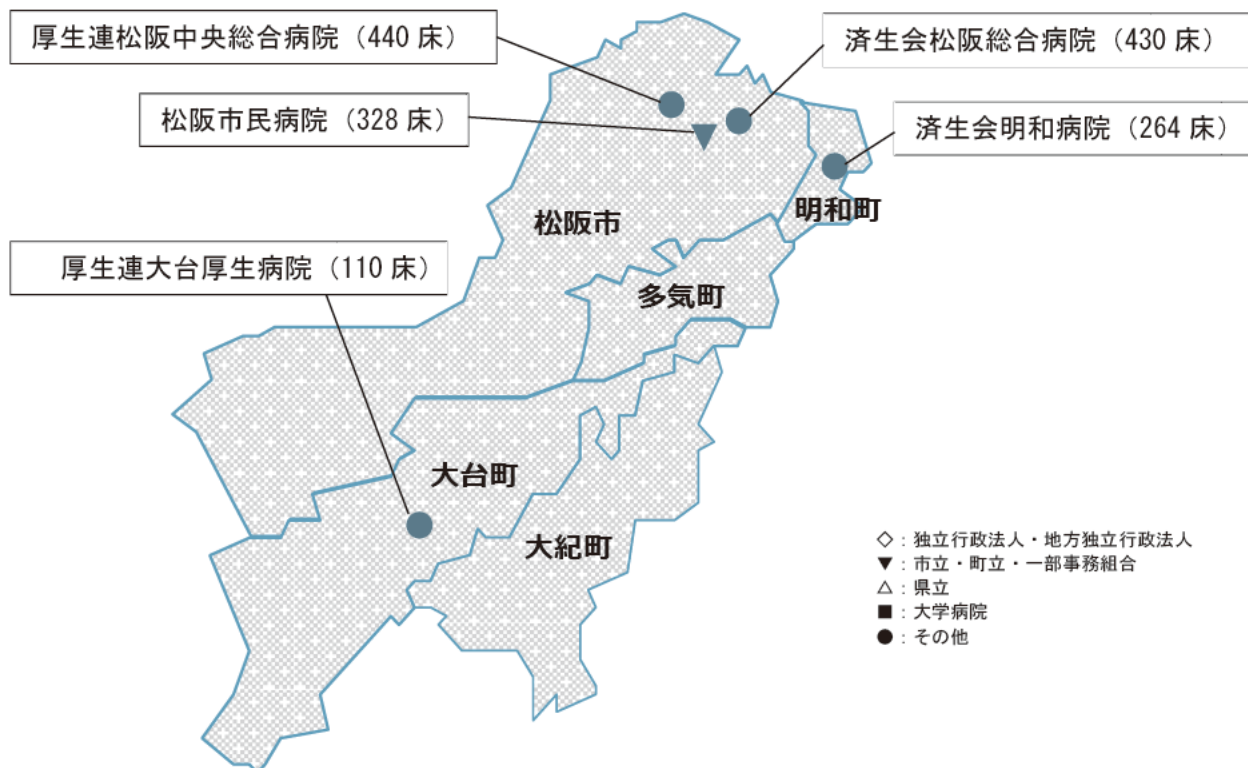 厚生連松阪中央総合病院（440 床）
済生会松阪総合病院（430 床）
松阪市民病院（328 床）
済生会明和病院（264 床）
松阪市
明和町
厚生連大台厚生病院（110 床）
多気町
大台町
大紀町
◇：独立行政法人・地方独立行政法人
▼：市立・町立・一部事務組合
△：県立
■：大学病院
●：その他